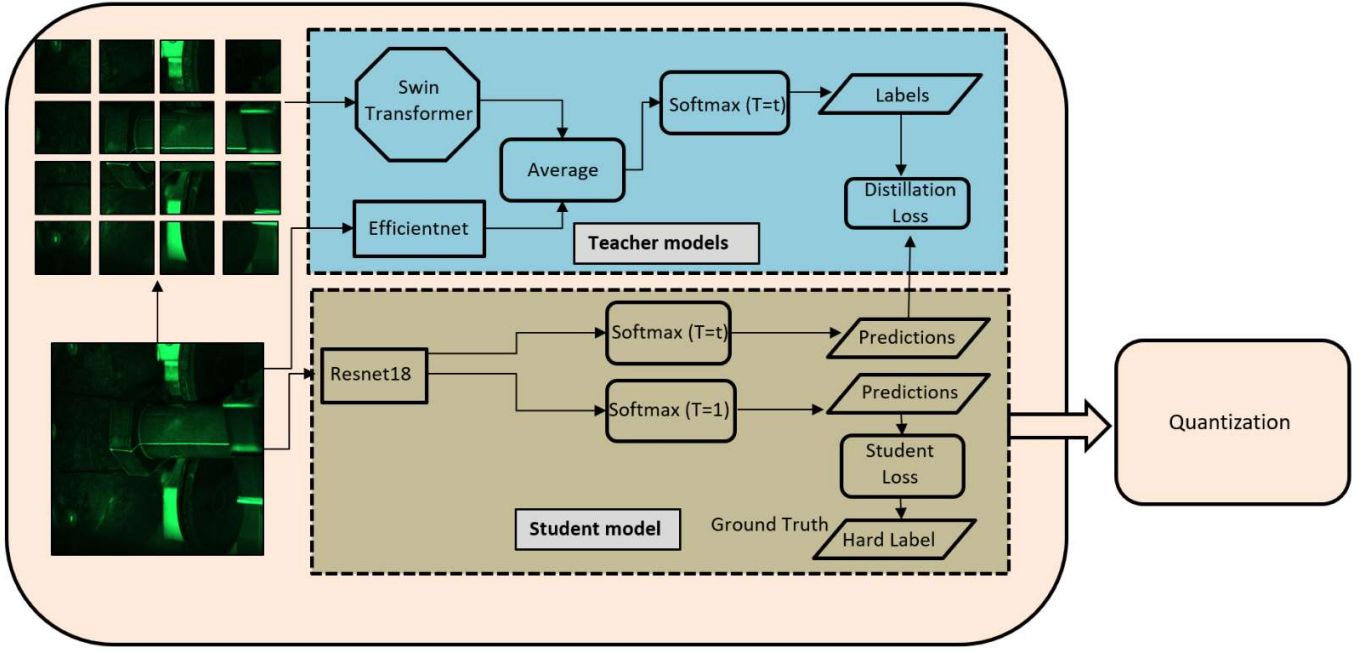 Swin
Transformer
Softmax (T=t)
Labels
Average
Distillation
Loss
Efficientnet
Teacher models
Softmax (T=t)
Predictions
Resnet18
Softmax (T=1)
Predictions
Student
Loss
Ground Truth
Student model
Hard Label
Quantization